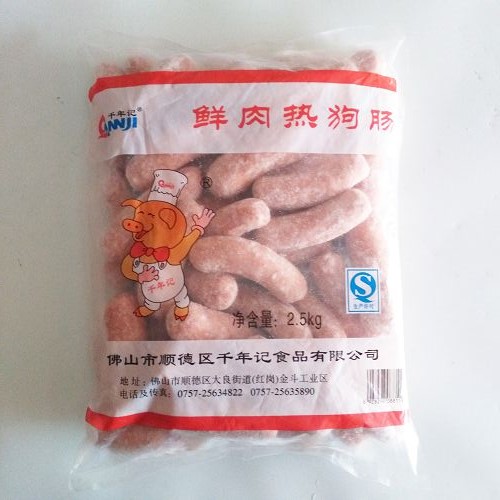 千年记®
QIANNJI
鲜肉热狗肠
®
千年记
净含量: 2.5kg
佛山市顺德区千年记食品有限公司
地址: 佛山市顺德区大良街道(红岗)金斗工业区
电话及传真: 0757-25634822 0757-25635890